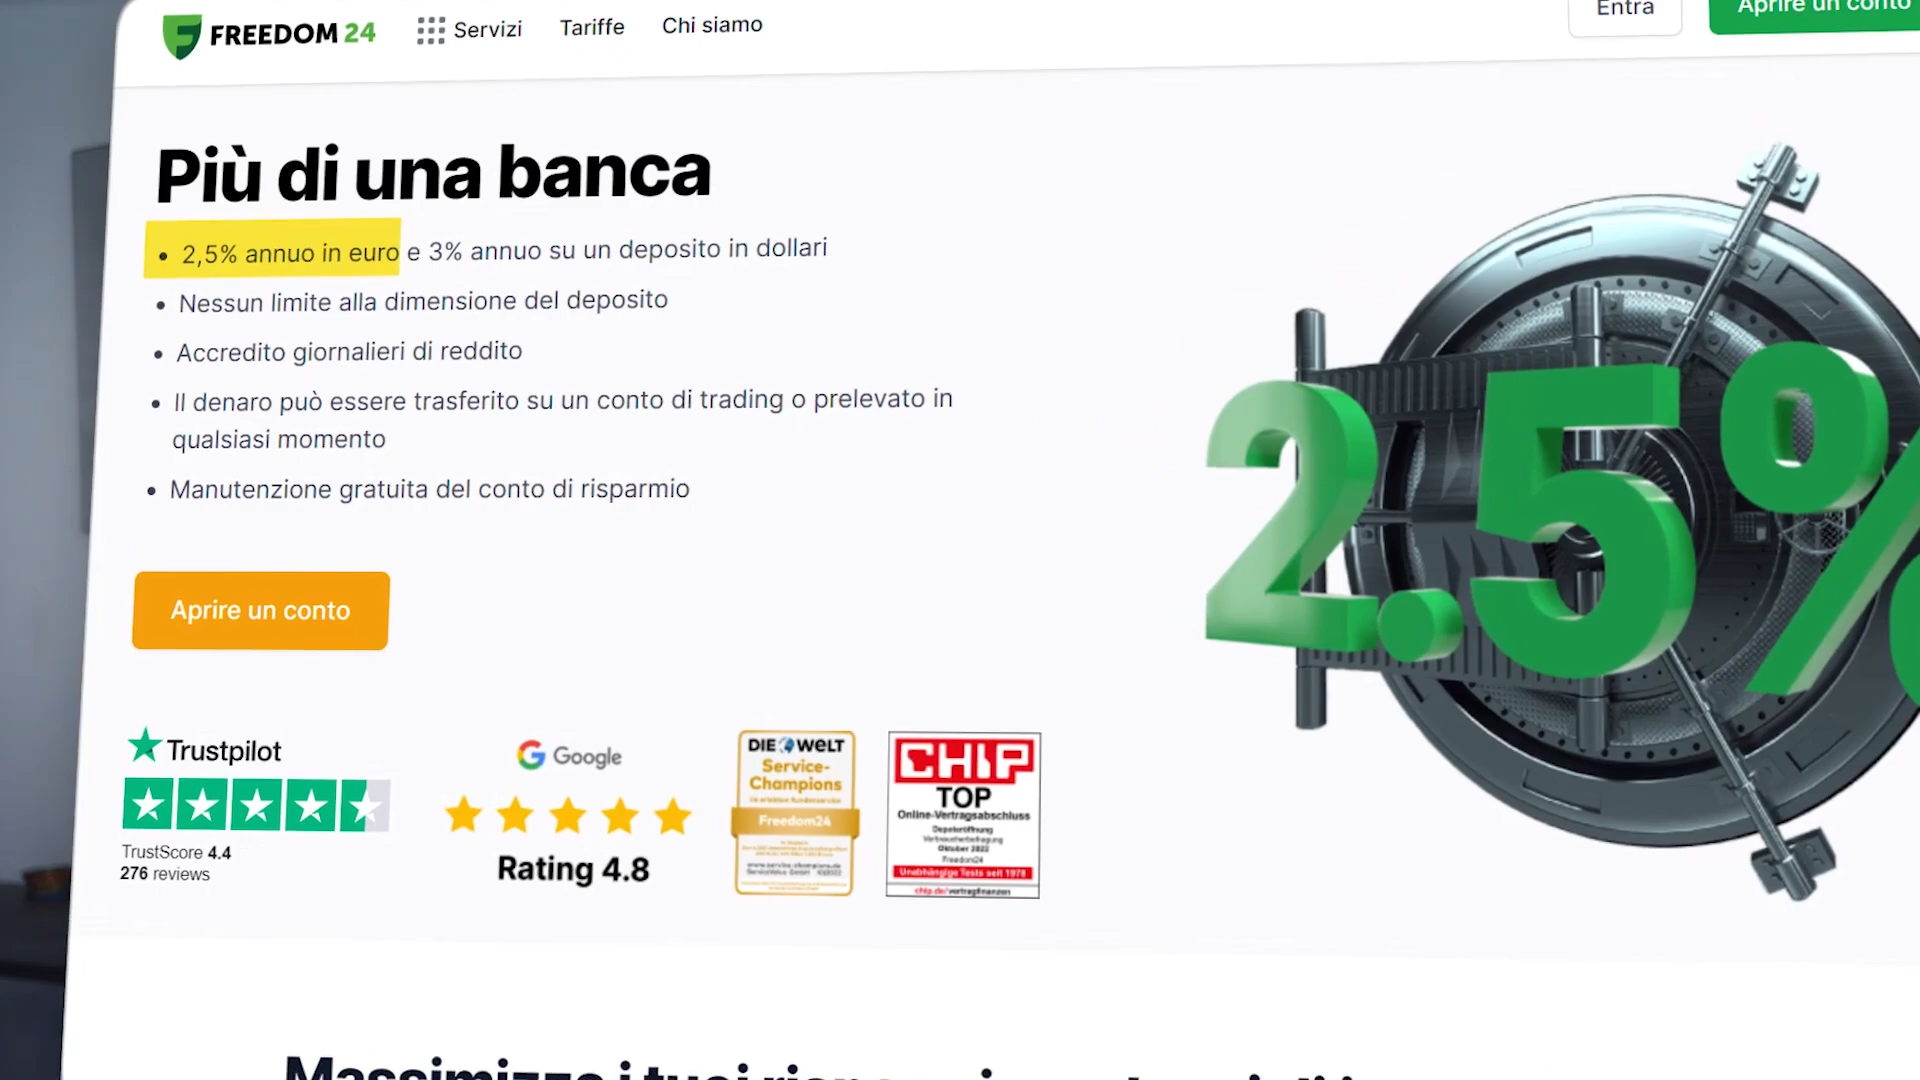 FREEDOM 24
Servizi
Tariffe
Chi siamo
Entra
Aprire un conto
Più di una banca
• 2,5% annuo in euro e 3% annuo su un deposito in dollari
• Nessun limite alla dimensione del deposito
• Accredito giornalieri di reddito
• Il denaro può essere trasferito su un conto di trading o prelevato in
qualsiasi momento
• Manutenzione gratuita del conto di risparmio
Aprire un conto
2.5%
Trustpilot
TrustScore 4.4
276 reviews
Google
Rating 4.8
DIE WELT
Service-
Champions
Freedom24
CHIP
TOP
Online-Vertragsabschluss
Depoteröffnung
Verbraucherbefragung
Oktober 2022
Freedom24
Unabhängige Tests seit 1978
chip.de/vertragfinanzen
Massimizza i tuoi